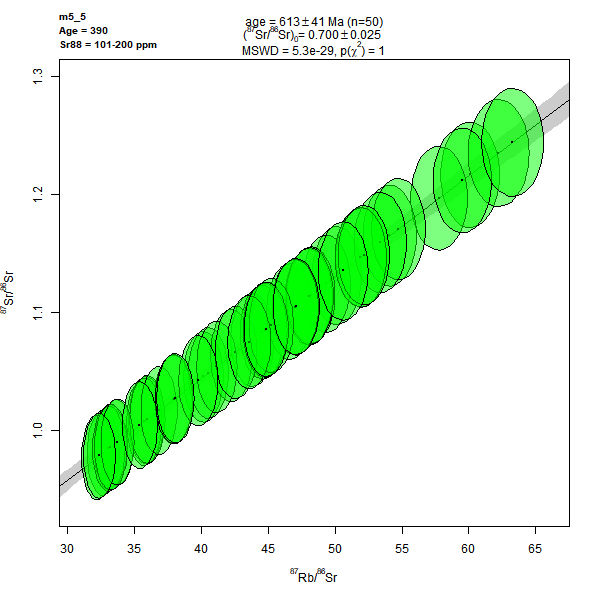 m5_5
Age = 390
Sr88 = 101-200 ppm
age = 613 ± 41 Ma (n=50)
(⁸⁷Sr/⁸⁶Sr)₀= 0.700 ± 0.025
MSWD = 5.3e-29, p(χ²) = 1
1.3
1.2
1.1
1.0
⁸⁷Sr/⁸⁶Sr
30 35 40 45 50 55 60 65
⁸⁷Rb/⁸⁶Sr